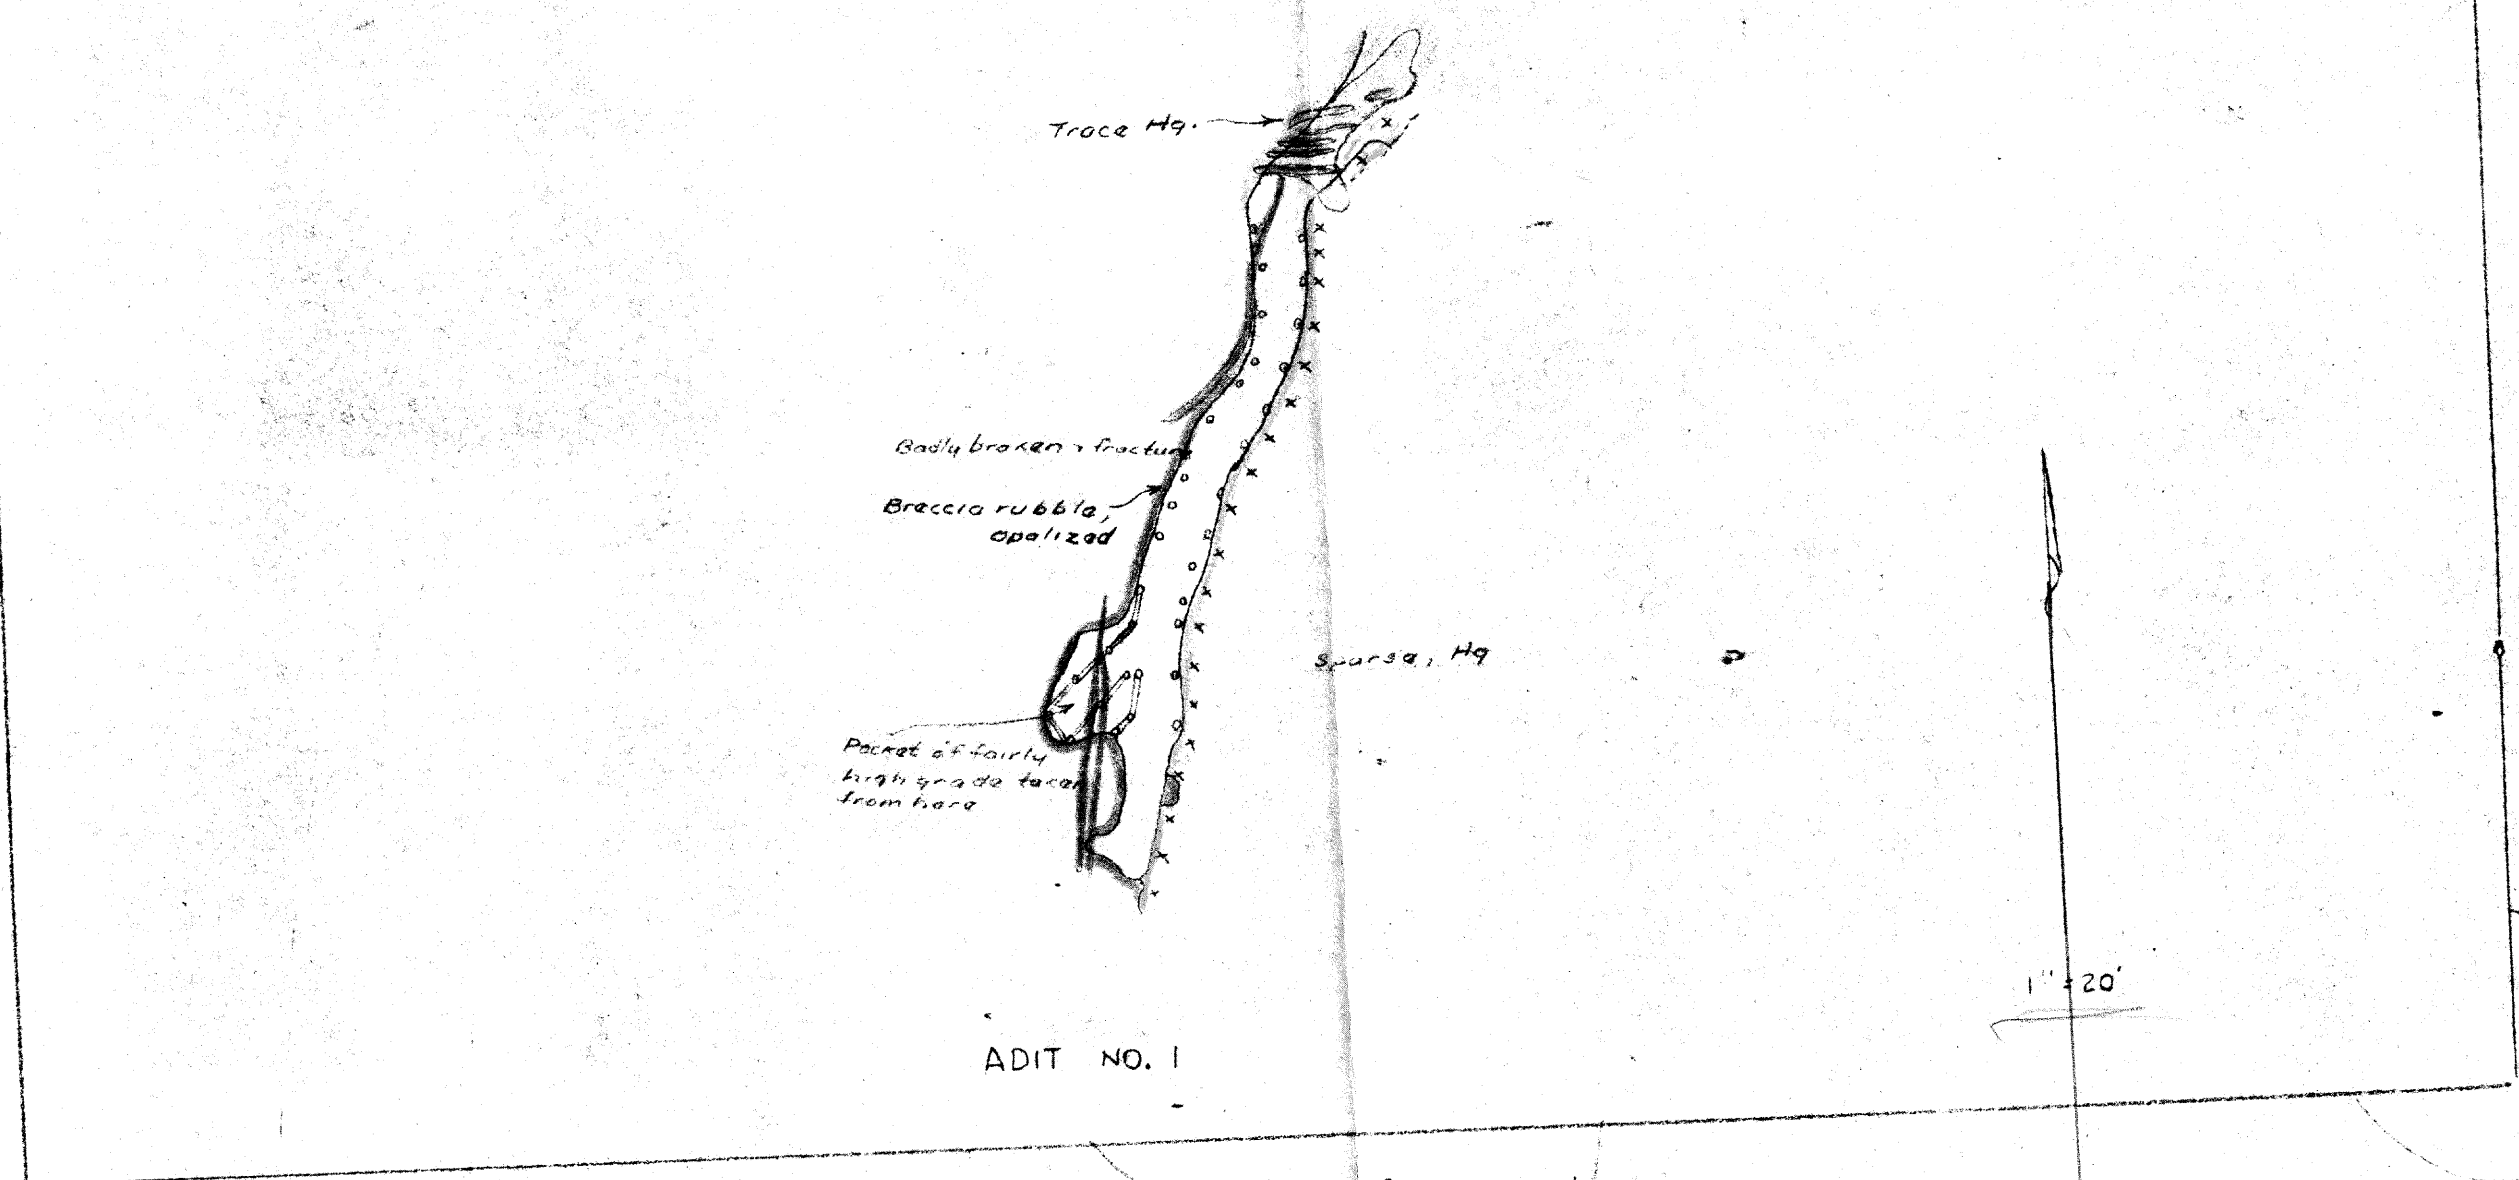 Trace Hg.
Badly broken & fracture
Breccia rubble,
opalized
Sparse, Hg
Pocket of fairly
high grade taken
from here
1" = 20'
ADIT NO. 1